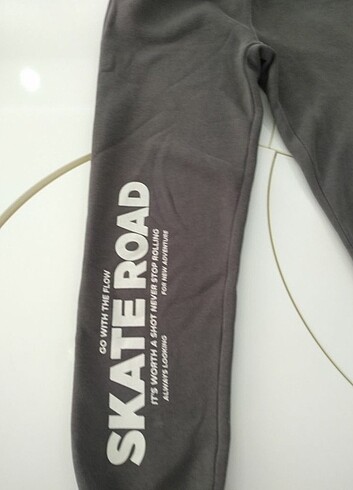 GO WITH THE FLOW
SKATE ROAD
IT'S WORTH A SHOT NEVER STOP ROLLING
ALWAYS LOOKING FOR NEW ADVENTURE